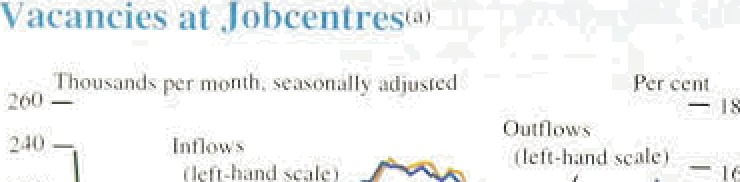 Vacancies at Jobcentres(a)
Thousands per month, seasonally adjusted
Per cent
260
18
Outflows
240
Inflows
(left-hand scale)
16
(left-hand scale)